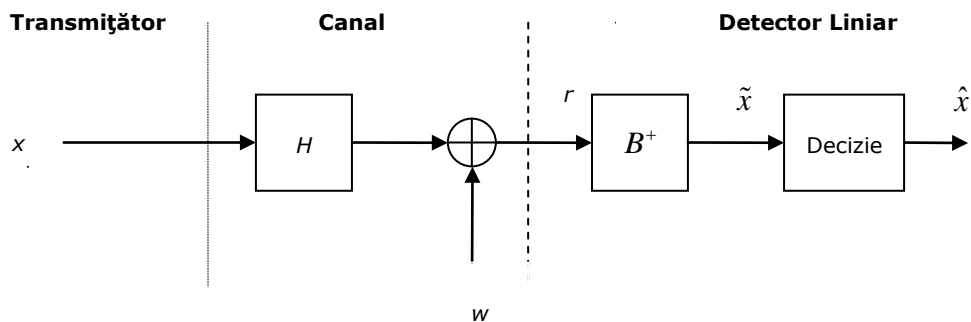 Transmiţător Canal Detector Liniar
x H r B⁺ x̃ Decizie x̂
w